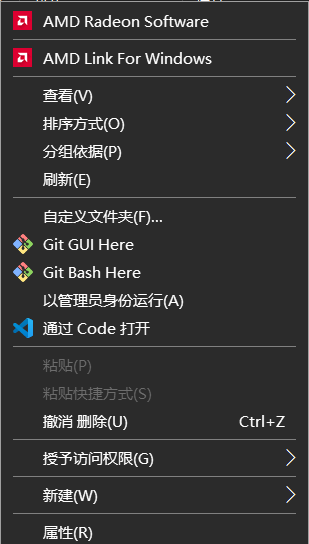 AMD Radeon Software
AMD Link For Windows
查看(V)
排序方式(O)
分组依据(P)
刷新(E)
自定义文件夹(F)...
Git GUI Here
Git Bash Here
以管理员身份运行(A)
通过 Code 打开
粘贴(P)
粘贴快捷方式(S)
撤消 删除(U) Ctrl+Z
授予访问权限(G)
新建(W)
属性(R)